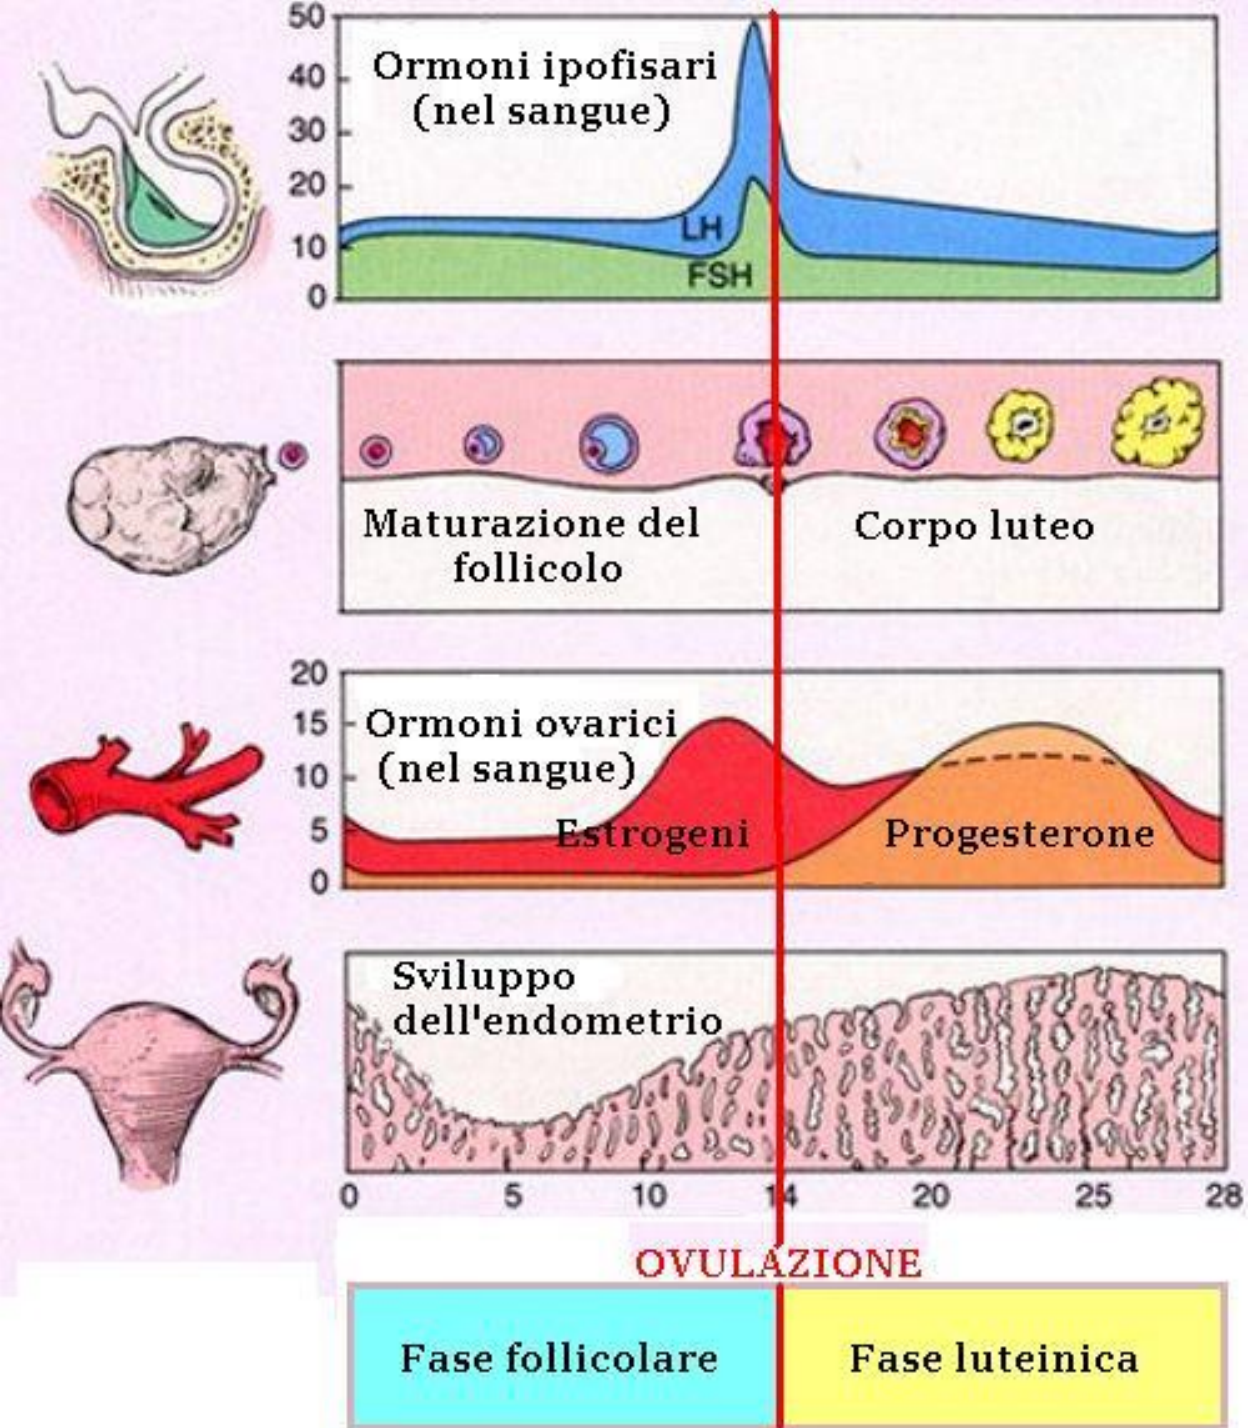 50
Ormoni ipofisari
(nel sangue)
40
30
20
10
0
LH
FSH
Maturazione del
follicolo
Corpo luteo
20
15
10
5
0
Ormoni ovarici
(nel sangue)
Estrogeni
Progesterone
Sviluppo
dell'endometrio
0 5 10 14 20 25 28
OVULAZIONE
Fase follicolare
Fase luteinica